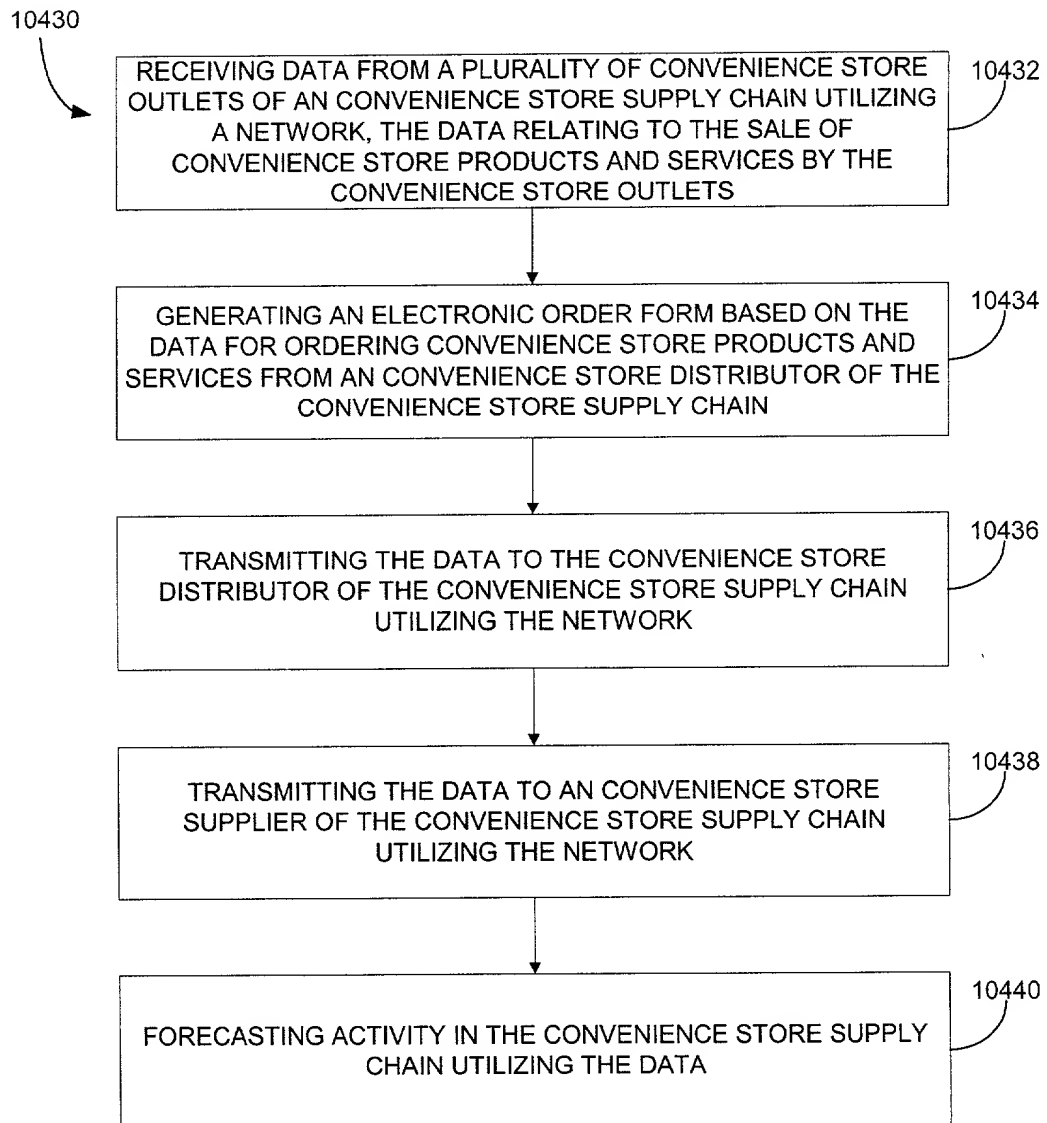 10430
RECEIVING DATA FROM A PLURALITY OF CONVENIENCE STORE
OUTLETS OF AN CONVENIENCE STORE SUPPLY CHAIN UTILIZING
A NETWORK, THE DATA RELATING TO THE SALE OF
CONVENIENCE STORE PRODUCTS AND SERVICES BY THE
CONVENIENCE STORE OUTLETS
10432
GENERATING AN ELECTRONIC ORDER FORM BASED ON THE
DATA FOR ORDERING CONVENIENCE STORE PRODUCTS AND
SERVICES FROM AN CONVENIENCE STORE DISTRIBUTOR OF THE
CONVENIENCE STORE SUPPLY CHAIN
10434
TRANSMITTING THE DATA TO THE CONVENIENCE STORE
DISTRIBUTOR OF THE CONVENIENCE STORE SUPPLY CHAIN
UTILIZING THE NETWORK
10436
TRANSMITTING THE DATA TO AN CONVENIENCE STORE
SUPPLIER OF THE CONVENIENCE STORE SUPPLY CHAIN
UTILIZING THE NETWORK
10438
FORECASTING ACTIVITY IN THE CONVENIENCE STORE SUPPLY
CHAIN UTILIZING THE DATA
10440